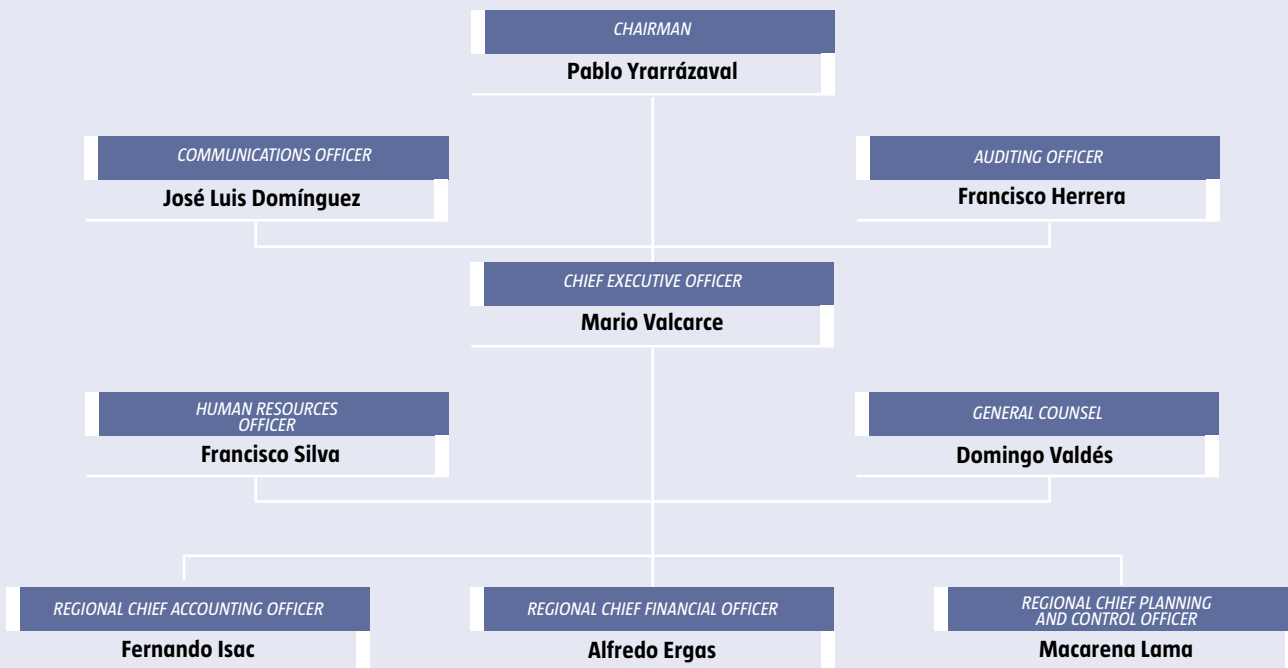 CHAIRMAN
Pablo Yrarrázaval
COMMUNICATIONS OFFICER
José Luis Domínguez
AUDITING OFFICER
Francisco Herrera
CHIEF EXECUTIVE OFFICER
Mario Valcarce
HUMAN RESOURCES
OFFICER
Francisco Silva
GENERAL COUNSEL
Domingo Valdés
REGIONAL CHIEF ACCOUNTING OFFICER
Fernando Isac
REGIONAL CHIEF FINANCIAL OFFICER
Alfredo Ergas
REGIONAL CHIEF PLANNING
AND CONTROL OFFICER
Macarena Lama